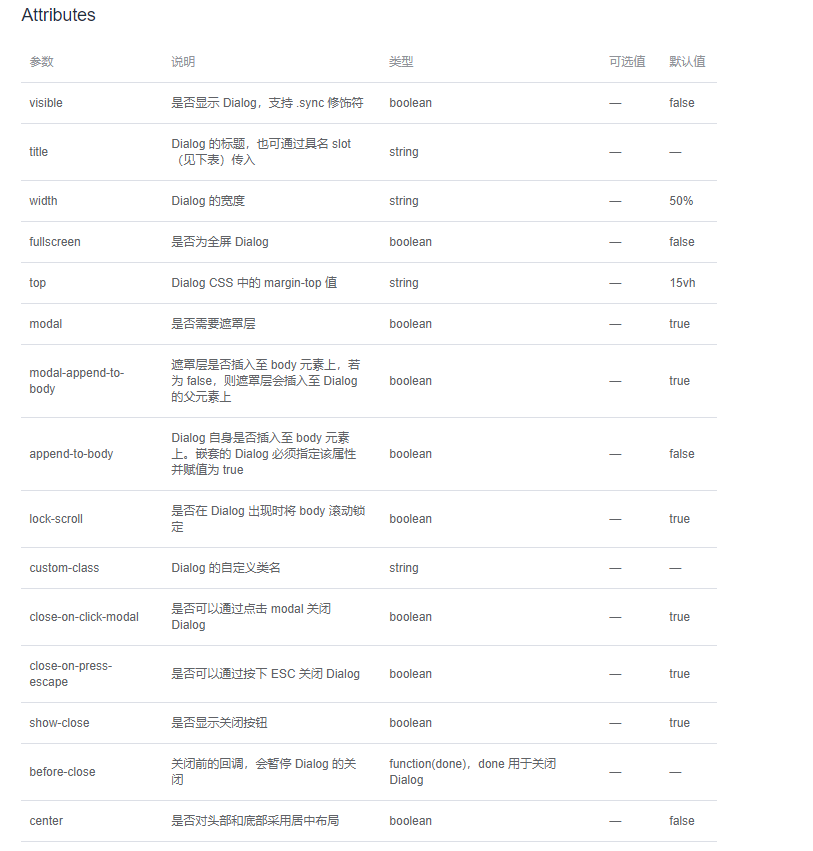 Attributes
参数 说明 类型 可选值 默认值
visible 是否显示 Dialog，支持 .sync 修饰符 boolean — false
title Dialog 的标题，也可通过具名 slot （见下表）传入 string — —
width Dialog 的宽度 string — 50%
fullscreen 是否为全屏 Dialog boolean — false
top Dialog CSS 中的 margin-top 值 string — 15vh
modal 是否需要遮罩层 boolean — true
modal-append-to-body 遮罩层是否插入至 body 元素上，若为 false，则遮罩层会插入至 Dialog 的父元素上 boolean — true
append-to-body Dialog 自身是否插入至 body 元素上。嵌套的 Dialog 必须指定该属性并赋值为 true boolean — false
lock-scroll 是否在 Dialog 出现时将 body 滚动锁定 boolean — true
custom-class Dialog 的自定义类名 string — —
close-on-click-modal 是否可以通过点击 modal 关闭 Dialog boolean — true
close-on-press-escape 是否可以通过按下 ESC 关闭 Dialog boolean — true
show-close 是否显示关闭按钮 boolean — true
before-close 关闭前的回调，会暂停 Dialog 的关闭 function(done)，done 用于关闭 Dialog — —
center 是否对头部和底部采用居中布局 boolean — false